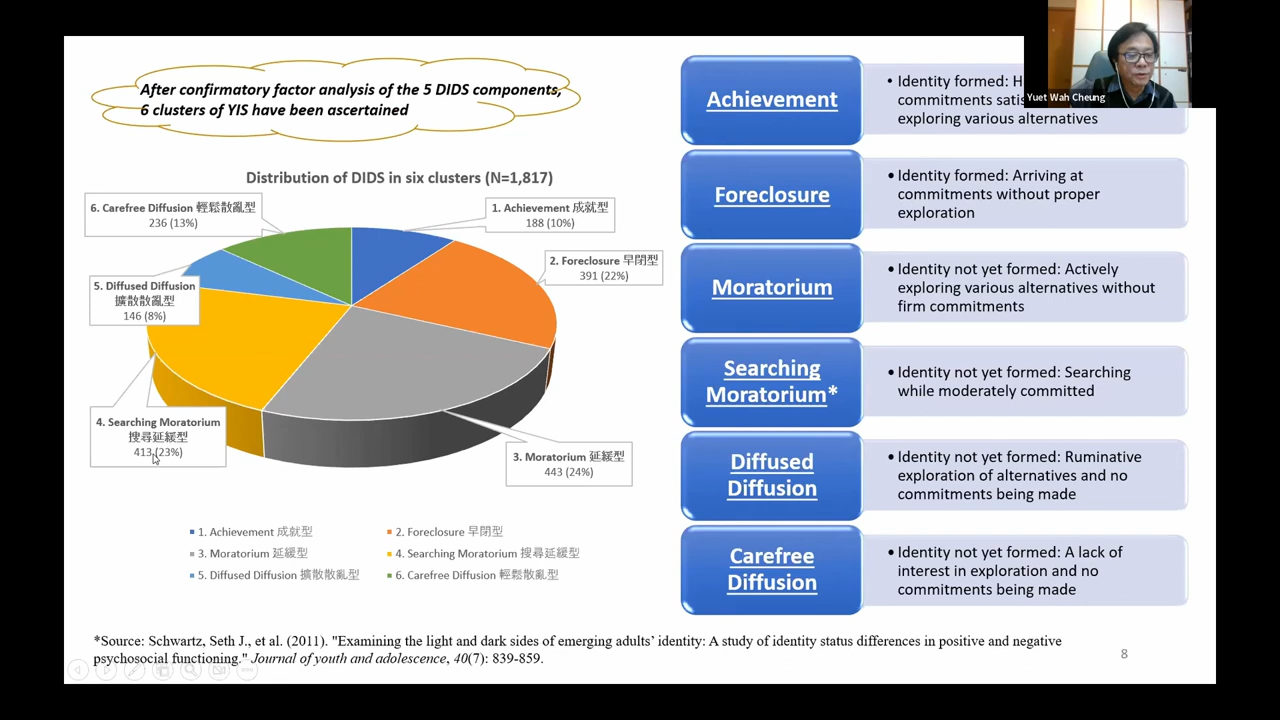 After confirmatory factor analysis of the 5 DIDS components,
6 clusters of YIS have been ascertained
Distribution of DIDS in six clusters (N=1,817)
6. Carefree Diffusion 輕鬆散亂型
236 (13%)
1. Achievement 成就型
188 (10%)
2. Foreclosure 早閉型
391 (22%)
5. Diffused Diffusion
擴散散亂型
146 (8%)
4. Searching Moratorium
搜尋延緩型
413 (23%)
3. Moratorium 延緩型
443 (24%)
1. Achievement 成就型
2. Foreclosure 早閉型
3. Moratorium 延緩型
4. Searching Moratorium 搜尋延緩型
5. Diffused Diffusion 擴散散亂型
6. Carefree Diffusion 輕鬆散亂型
Achievement
• Identity formed: H
commitments satis
exploring various alternatives
Foreclosure
• Identity formed: Arriving at
commitments without proper
exploration
Moratorium
• Identity not yet formed: Actively
exploring various alternatives without
firm commitments
Searching
Moratorium*
• Identity not yet formed: Searching
while moderately committed
Diffused
Diffusion
• Identity not yet formed: Ruminative
exploration of alternatives and no
commitments being made
Carefree
Diffusion
• Identity not yet formed: A lack of
interest in exploration and no
commitments being made
Yuet Wah Cheung
*Source: Schwartz, Seth J., et al. (2011). "Examining the light and dark sides of emerging adults’ identity: A study of identity status differences in positive and negative
psychosocial functioning." Journal of youth and adolescence, 40(7): 839-859.
8